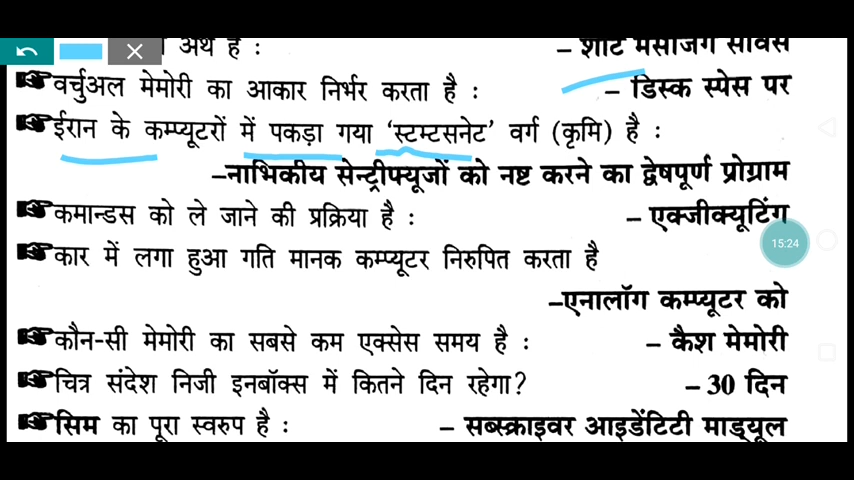 अर्थ है : – शॉर्ट मैसेजिंग सर्विस
वर्चुअल मेमोरी का आकार निर्भर करता है : – डिस्क स्पेस पर
ईरान के कम्प्यूटरों में पकड़ा गया ‘स्टम्टसनेट’ वर्ग (कृमि) है :
–नाभिकीय सेन्ट्रीफ्यूजों को नष्ट करने का द्वेषपूर्ण प्रोग्राम
कमान्डस को ले जाने की प्रक्रिया है : – एक्जीक्यूटिंग
15:24
कार में लगा हुआ गति मानक कम्प्यूटर निरुपित करता है
–एनालॉग कम्प्यूटर को
कौन-सी मेमोरी का सबसे कम एक्सेस समय है : – कैश मेमोरी
चित्र संदेश निजी इनबॉक्स में कितने दिन रहेगा? – 30 दिन
सिम का पूरा स्वरुप है : – सब्स्क्राइवर आइडेंटिटी माड्यूल